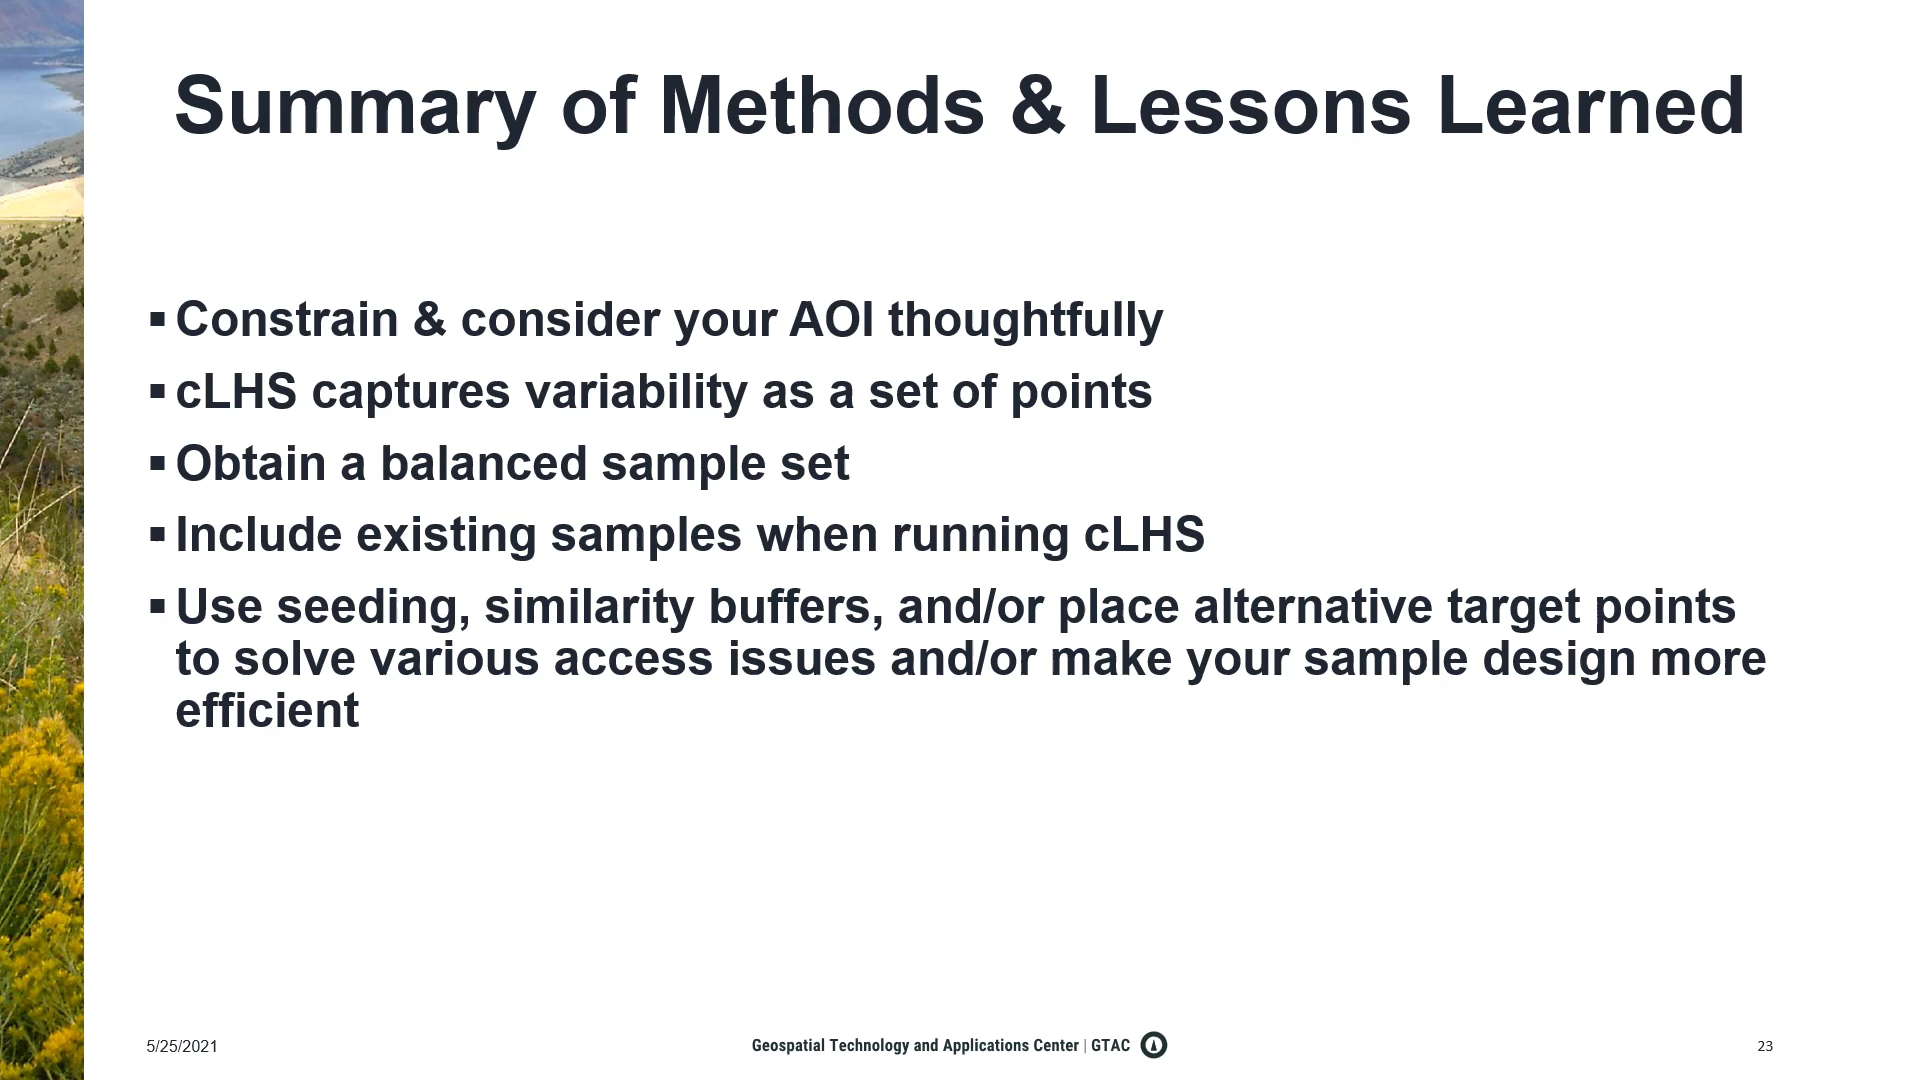 Summary of Methods & Lessons Learned
▪ Constrain & consider your AOI thoughtfully
▪ cLHS captures variability as a set of points
▪ Obtain a balanced sample set
▪ Include existing samples when running cLHS
▪ Use seeding, similarity buffers, and/or place alternative target points
to solve various access issues and/or make your sample design more
efficient
5/25/2021
Geospatial Technology and Applications Center | GTAC
23